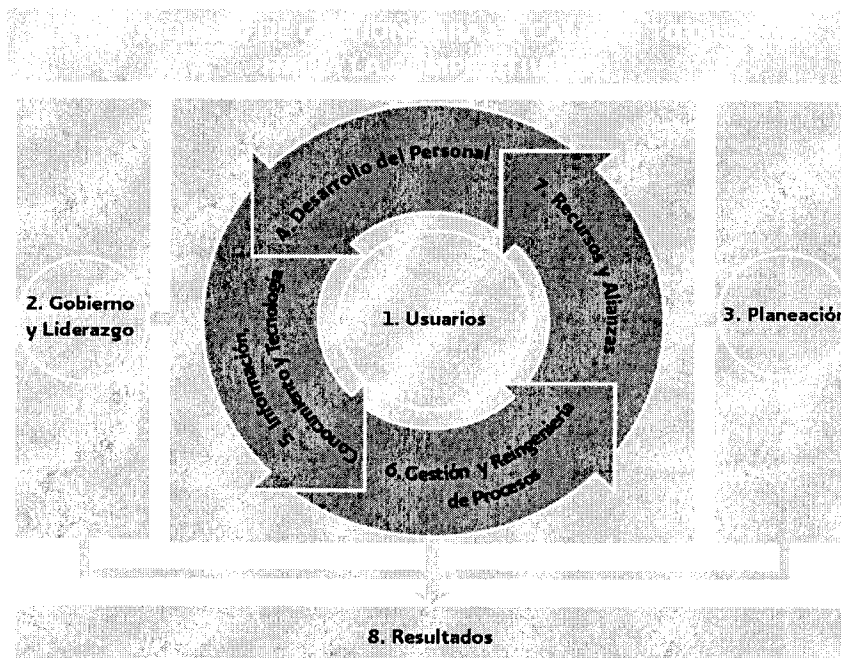 2. Gobierno
y Liderazgo
1. Usuarios
3. Planeación
4. Desarrollo del Personal
5. Información,
Conocimiento y Tecnología
6. Gestión y Reingeniería
de Procesos
7. Recursos y Alianzas
8. Resultados